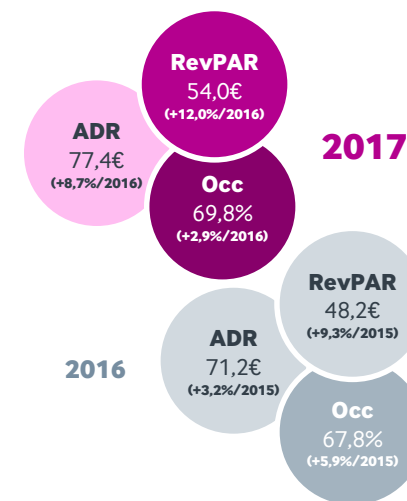 RevPAR
54,0€
(+12,0%/2016)
ADR
77,4€
(+8,7%/2016)
2017
Occ
69,8%
(+2,9%/2016)
RevPAR
48,2€
(+9,3%/2015)
ADR
71,2€
(+3,2%/2015)
2016
Occ
67,8%
(+5,9%/2015)